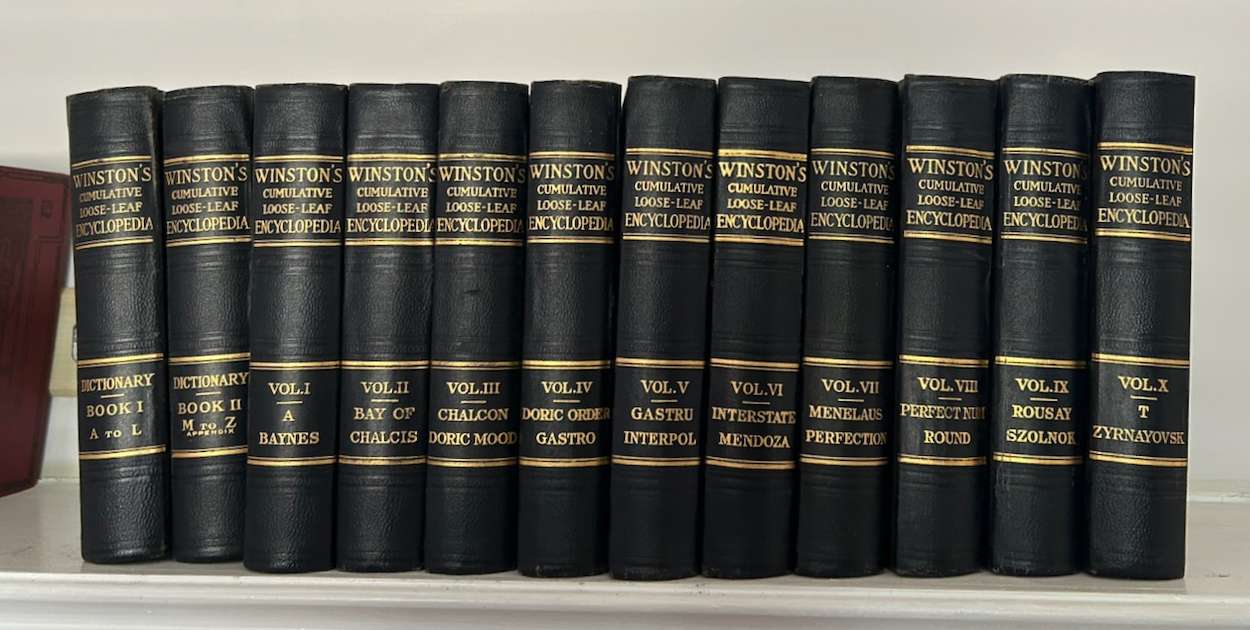 WINSTON'S
CUMULATIVE
LOOSE-LEAF
ENCYCLOPEDIA
DICTIONARY
BOOK I
A TO L
WINSTON'S
CUMULATIVE
LOOSE-LEAF
ENCYCLOPEDIA
DICTIONARY
BOOK II
M TO Z
APPENDIX
WINSTON'S
CUMULATIVE
LOOSE-LEAF
ENCYCLOPEDIA
VOL.I
A
BAYNES
WINSTON'S
CUMULATIVE
LOOSE-LEAF
ENCYCLOPEDIA
VOL.II
BAY OF
CHALCIS
WINSTON'S
CUMULATIVE
LOOSE-LEAF
ENCYCLOPEDIA
VOL.III
CHALCON
DORIC MOOD
WINSTON'S
CUMULATIVE
LOOSE-LEAF
ENCYCLOPEDIA
VOL.IV
DORIC ORDER
GASTRO
WINSTON'S
CUMULATIVE
LOOSE-LEAF
ENCYCLOPEDIA
VOL.V
GASTRU
INTERPOL
WINSTON'S
CUMULATIVE
LOOSE-LEAF
ENCYCLOPEDIA
VOL.VI
INTERSTATE
MENDOZA
WINSTON'S
CUMULATIVE
LOOSE-LEAF
ENCYCLOPEDIA
VOL.VII
MENELAUS
PERFECTION
WINSTON'S
CUMULATIVE
LOOSE-LEAF
ENCYCLOPEDIA
VOL.VIII
PERFECT NUM
ROUND
WINSTON'S
CUMULATIVE
LOOSE-LEAF
ENCYCLOPEDIA
VOL.IX
ROUSAY
SZOLNOK
WINSTON'S
CUMULATIVE
LOOSE-LEAF
ENCYCLOPEDIA
VOL.X
T
ZYRNAYOVSK